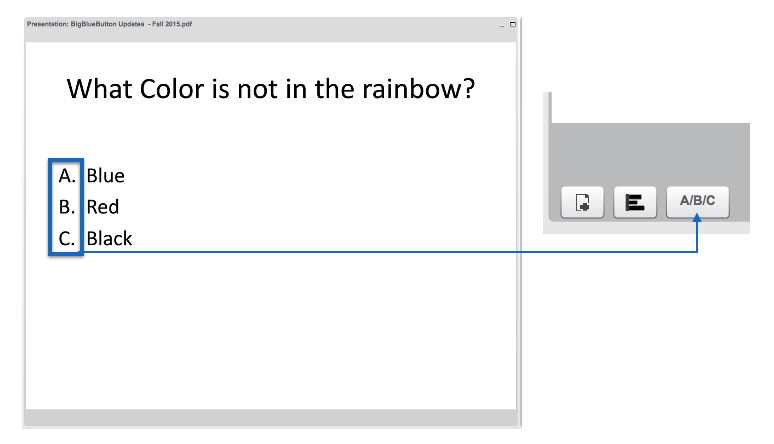 Presentation: BigBlueButton Updates - Fall 2015.pdf
What Color is not in the rainbow?
A. Blue
B. Red
C. Black
A/B/C